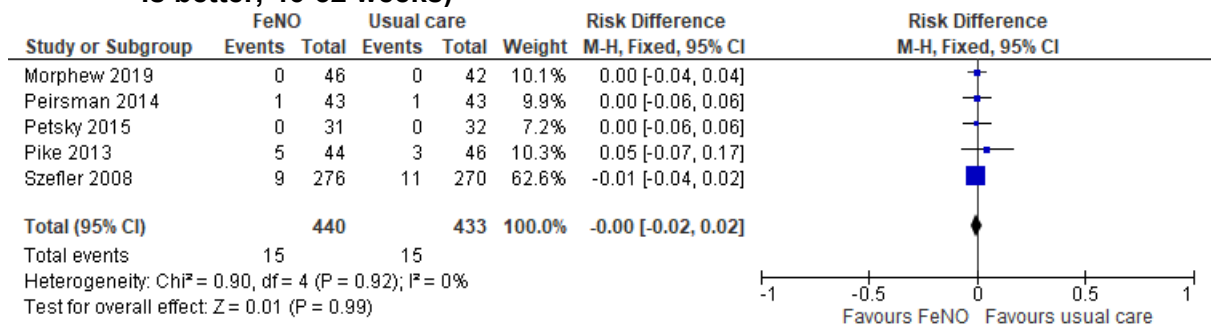 is better, 46-52 weeks)
FeNO Usual care Risk Difference Risk Difference
Study or Subgroup Events Total Events Total Weight M-H, Fixed, 95% CI M-H, Fixed, 95% CI
Morphew 2019 0 46 0 42 10.1% 0.00 [-0.04, 0.04]
Peirsman 2014 1 43 1 43 9.9% 0.00 [-0.06, 0.06]
Petsky 2015 0 31 0 32 7.2% 0.00 [-0.06, 0.06]
Pike 2013 5 44 3 46 10.3% 0.05 [-0.07, 0.17]
Szefler 2008 9 276 11 270 62.6% -0.01 [-0.04, 0.02]
Total (95% CI) 440 433 100.0% -0.00 [-0.02, 0.02]
Total events 15 15
Heterogeneity: Chi² = 0.90, df = 4 (P = 0.92); I² = 0%
Test for overall effect: Z = 0.01 (P = 0.99)
-1 -0.5 0 0.5 1
Favours FeNO Favours usual care